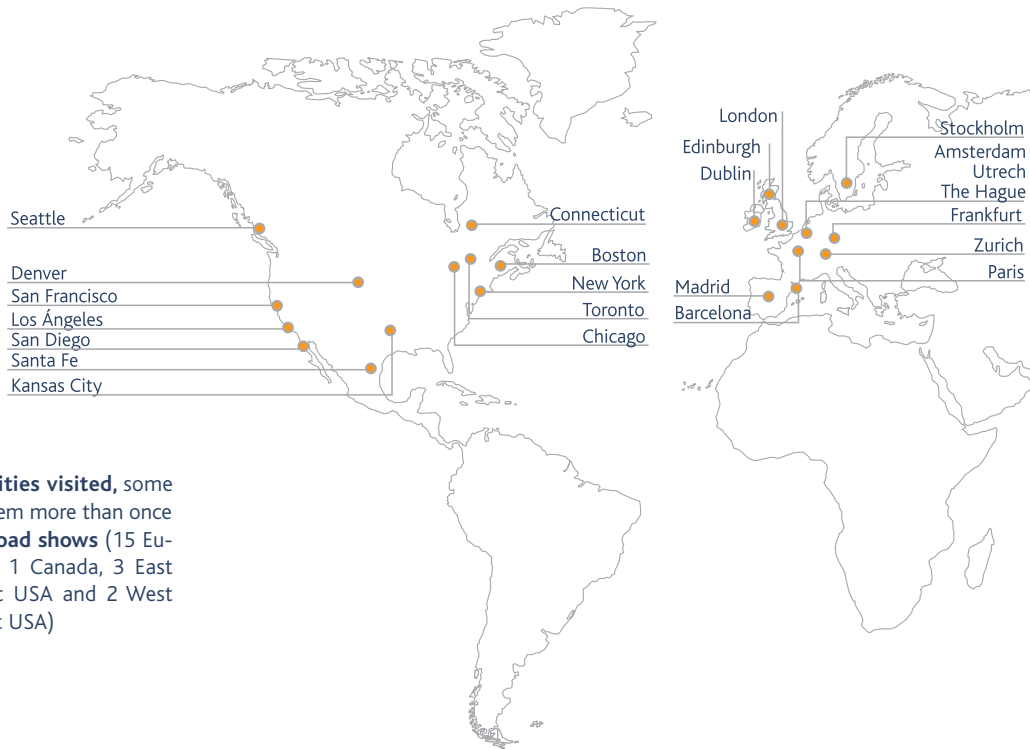 Seattle
Denver
San Francisco
Los Ángeles
San Diego
Santa Fe
Kansas City
Connecticut
Boston
New York
Toronto
Chicago
London
Edinburgh
Dublin
Madrid
Barcelona
Stockholm
Amsterdam
Utrech
The Hague
Frankfurt
Zurich
Paris
ities visited, some
em more than once
oad shows (15 Eu-
1 Canada, 3 East
t USA and 2 West
t USA)